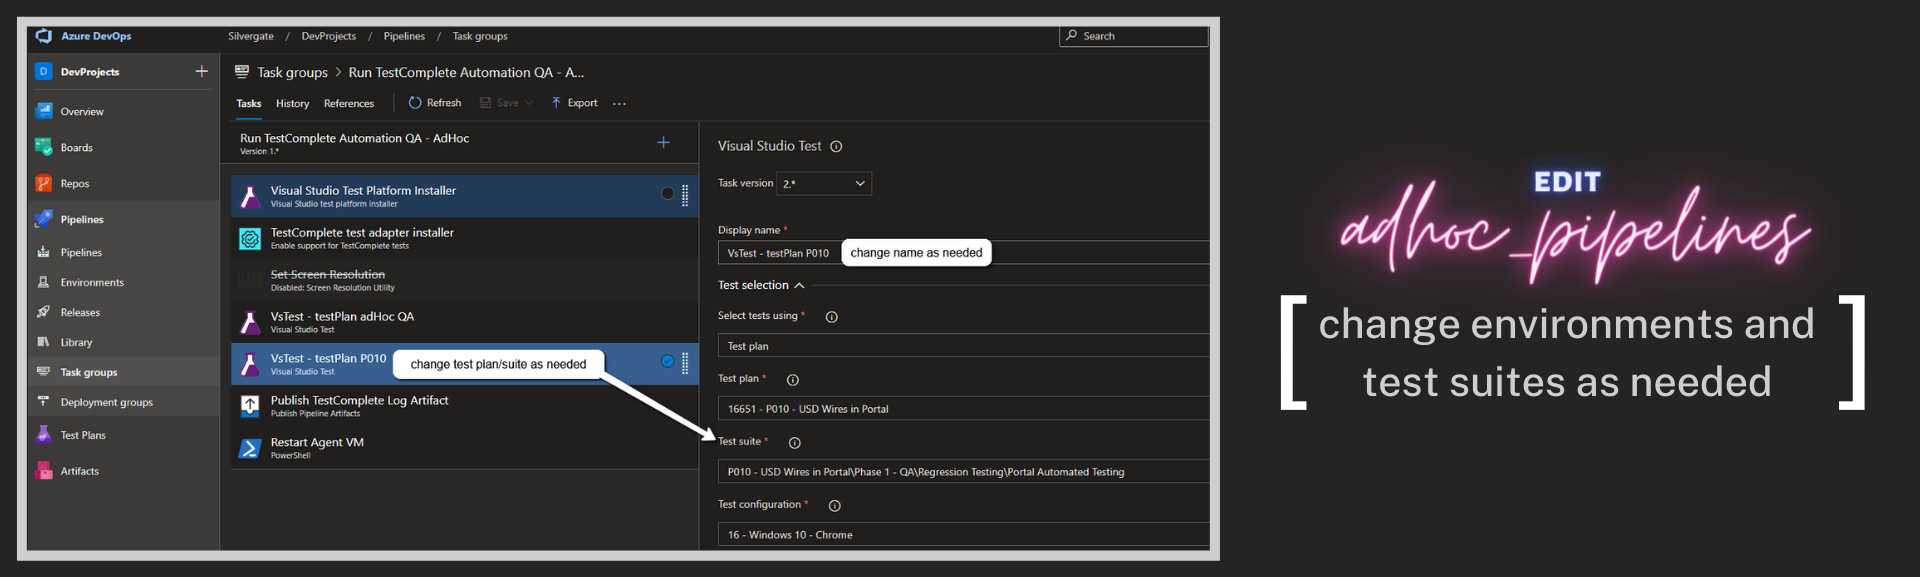 Azure DevOps
Silvergate / DevProjects / Pipelines / Task groups
Search
D DevProjects
Overview
Boards
Repos
Pipelines
Pipelines
Environments
Releases
Library
Task groups
Deployment groups
Test Plans
Artifacts
Task groups > Run TestComplete Automation QA - A...
Tasks History References Refresh Save Export ...
Run TestComplete Automation QA - AdHoc
Version 1.*
Visual Studio Test Platform Installer
Visual Studio test platform installer
TestComplete test adapter installer
Enable support for TestComplete tests
Set Screen Resolution
Disabled: Screen Resolution Utility
VsTest - testPlan adHoc QA
Visual Studio Test
VsTest - testPlan P010
Visual Studio Test
change test plan/suite as needed
Publish TestComplete Log Artifact
Publish Pipeline Artifacts
Restart Agent VM
PowerShell
Visual Studio Test
Task version 2.*
Display name *
VsTest - testPlan P010
change name as needed
Test selection
Select tests using *
Test plan
Test plan *
16651 - P010 - USD Wires in Portal
Test suite *
P010 - USD Wires in Portal\Phase 1 - QA\Regression Testing\Portal Automated Testing
Test configuration *
16 - Windows 10 - Chrome
EDIT
adhoc_pipelines
[change environments and
test suites as needed]